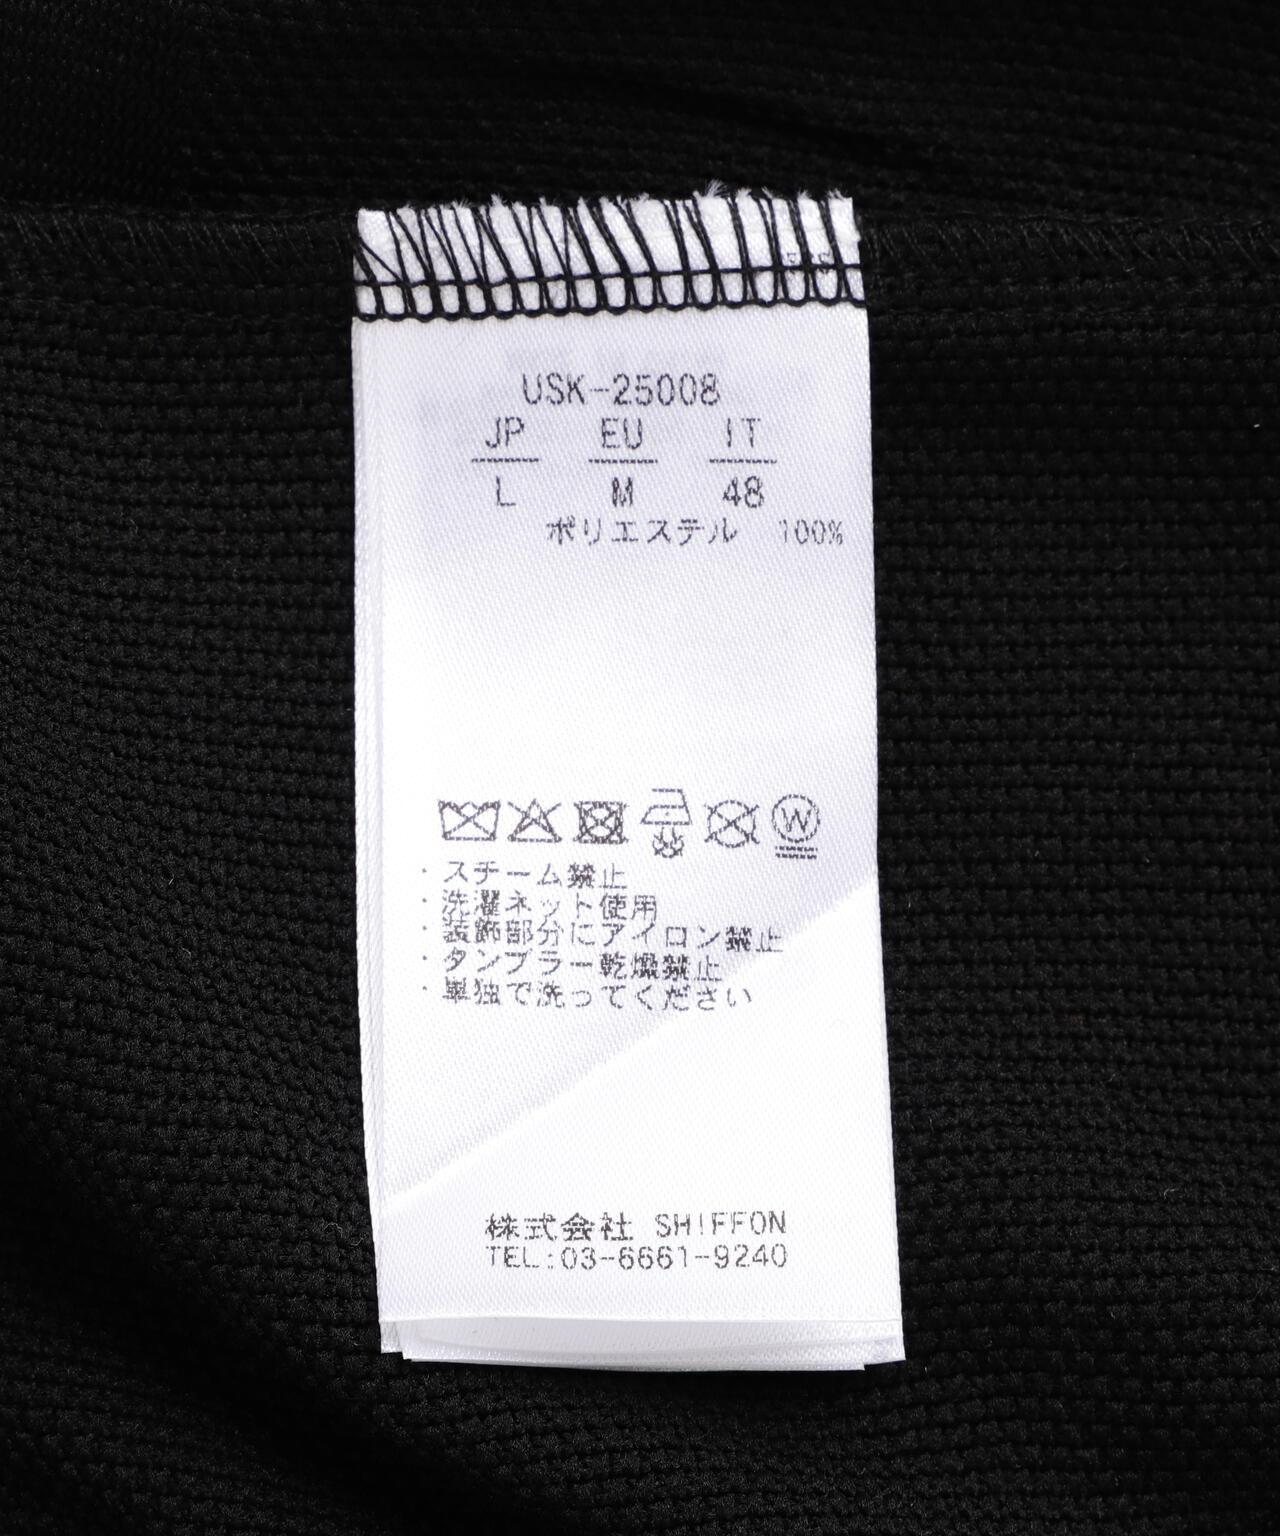 USK-25008
JP EU IT
L M 48
ポリエステル 100%
W
・スチーム禁止
・洗濯ネット使用
・装飾部分にアイロン禁止
・タンブラー乾燥禁止
・単独で洗ってください
株式会社 SHIFFON
TEL:03-6661-9240